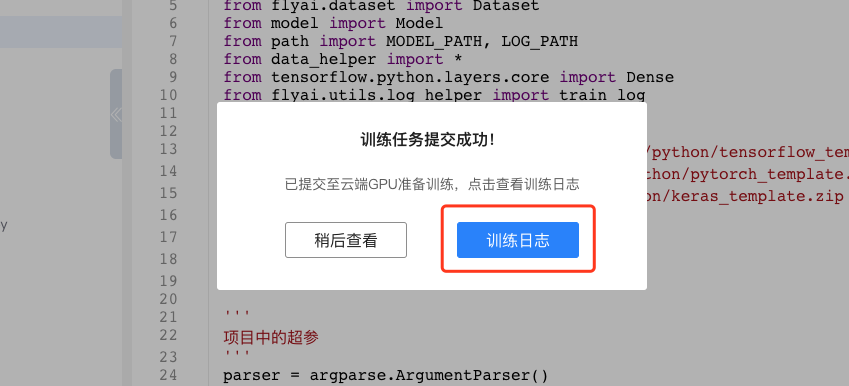 5 from flyai.dataset import Dataset
6 from model import Model
7 from path import MODEL_PATH, LOG_PATH
8 from data_helper import *
9 from tensorflow.python.layers.core import Dense
10 from flyai.utils.log_helper import train_log
11
训练任务提交成功!
12
13 /python/tensorflow_tem
14 thon/pytorch_template.
已提交至云端GPU准备训练，点击查看训练日志
15 on/keras_template.zip
16
y
17
稍后查看 训练日志
18
19
20
21 '''
22 项目中的超参
23 '''
24 parser = argparse.ArgumentParser()